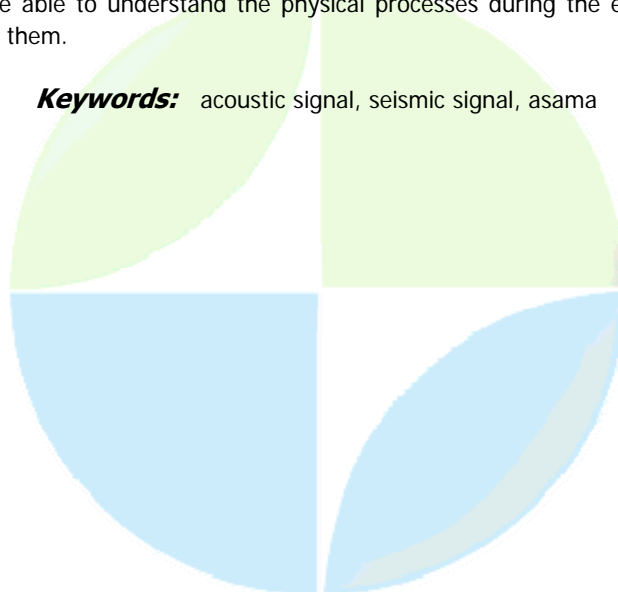 able to understand the physical processes during the
them.
Keywords: acoustic signal, seismic signal, asama